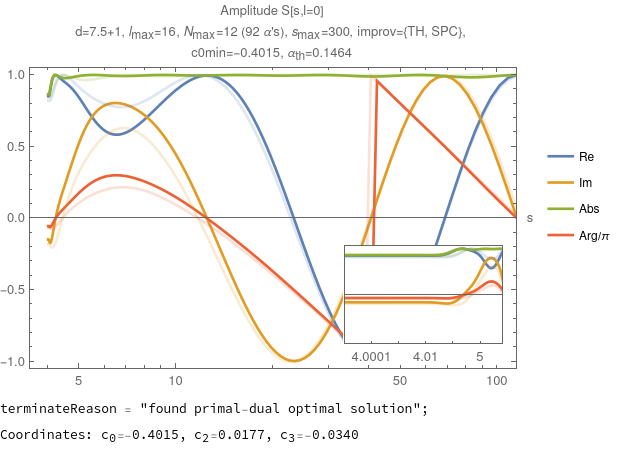 Amplitude S[s,l=0]
d=7.5+1, lmax=16, Nmax=12 (92 α's), smax=300, improv={TH, SPC},
c0min=−0.4015, αth=0.1464
1.0
0.5
0.0
−0.5
−1.0
5
10
50
100
s
4.0001
4.01
5
Re
Im
Abs
Arg/π
terminateReason = "found primal-dual optimal solution";
Coordinates: c0=-0.4015, c2=0.0177, c3=-0.0340